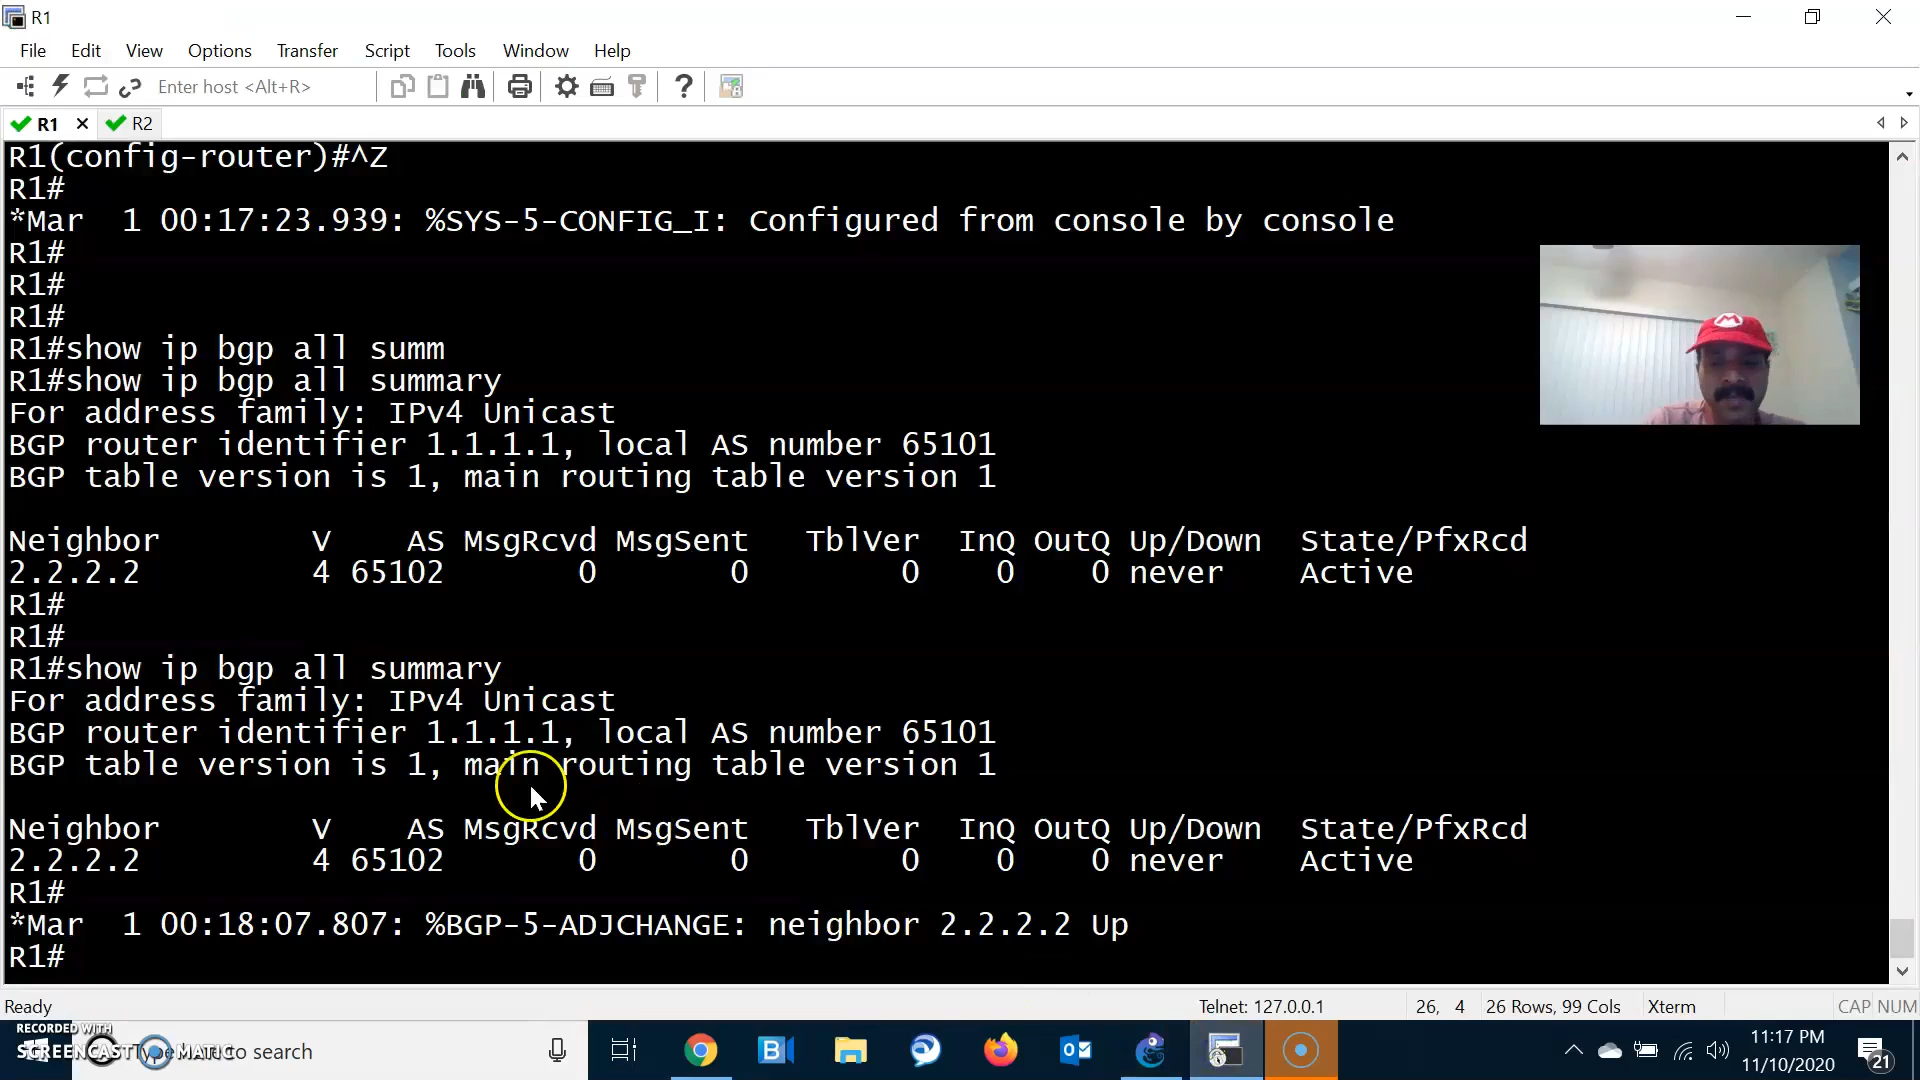 R1
File Edit View Options Transfer Script Tools Window Help
Enter host <Alt+R>
R1 R2
R1(config-router)#^Z
R1#
*Mar  1 00:17:23.939: %SYS-5-CONFIG_I: Configured from console by console
R1#
R1#
R1#
R1#show ip bgp all summ
R1#show ip bgp all summary
For address family: IPv4 Unicast
BGP router identifier 1.1.1.1, local AS number 65101
BGP table version is 1, main routing table version 1
Neighbor V AS MsgRcvd MsgSent TblVer InQ OutQ Up/Down State/PfxRcd
2.2.2.2 4 65102 0 0 0 0 0 never Active
R1#
R1#
R1#show ip bgp all summary
For address family: IPv4 Unicast
BGP router identifier 1.1.1.1, local AS number 65101
BGP table version is 1, main routing table version 1
Neighbor V AS MsgRcvd MsgSent TblVer InQ OutQ Up/Down State/PfxRcd
2.2.2.2 4 65102 0 0 0 0 0 never Active
R1#
*Mar  1 00:18:07.807: %BGP-5-ADJCHANGE: neighbor 2.2.2.2 Up
R1#
Ready Telnet: 127.0.0.1 26, 4 26 Rows, 99 Cols Xterm CAP NUM
RECORDED WITH
SCREENCAST MATIC
to search
11:17 PM
11/10/2020
21